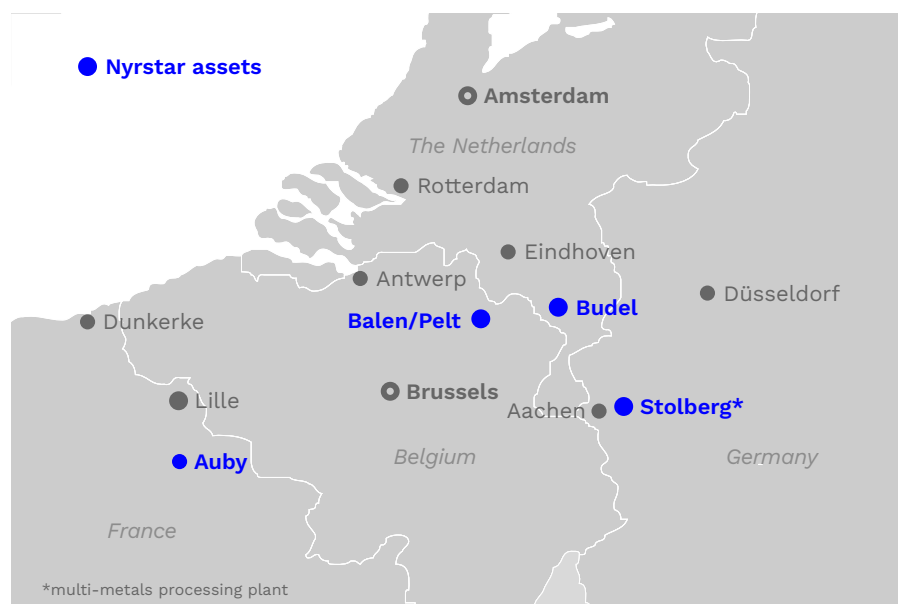 Nyrstar assets
Amsterdam
The Netherlands
Rotterdam
Eindhoven
Antwerp
Düsseldorf
Budel
Balen/Pelt
Dunkerke
Brussels
Lille
Aachen
Stolberg*
Auby
Belgium
Germany
France
*multi-metals processing plant